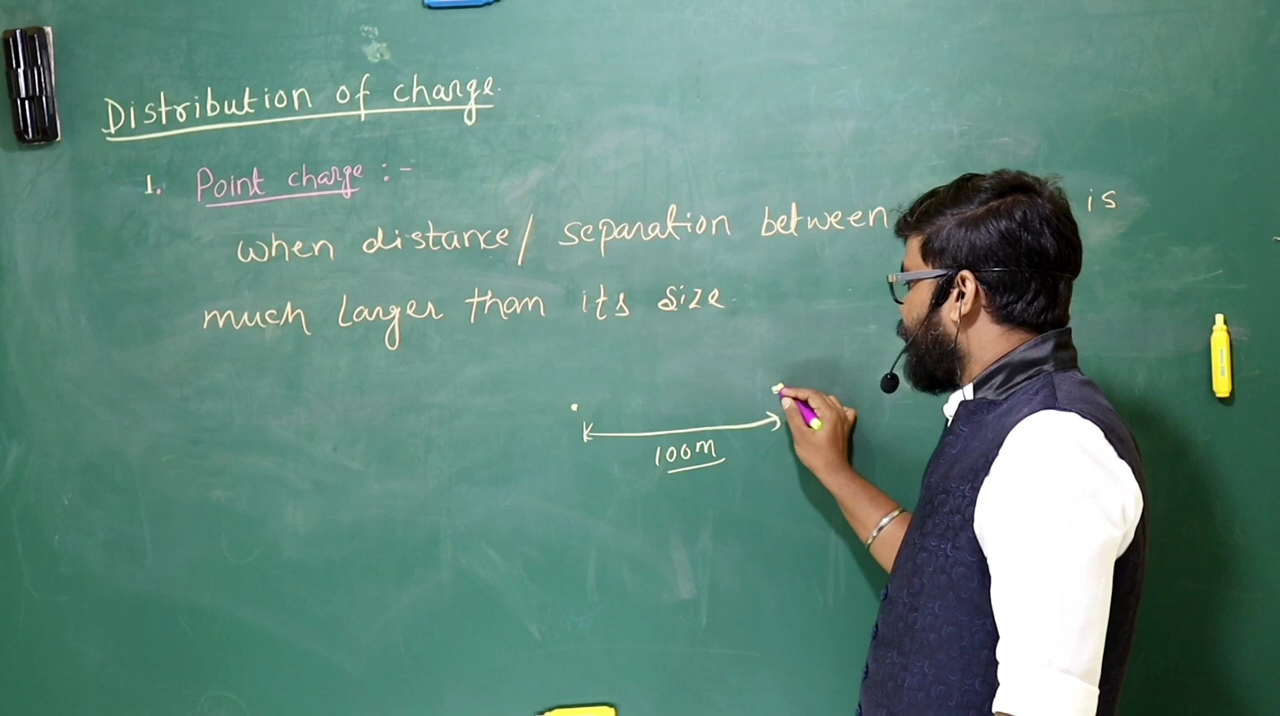 Distribution of charge.
1. Point charge :-
when distance/ separation between is
much larger than its size.
100m